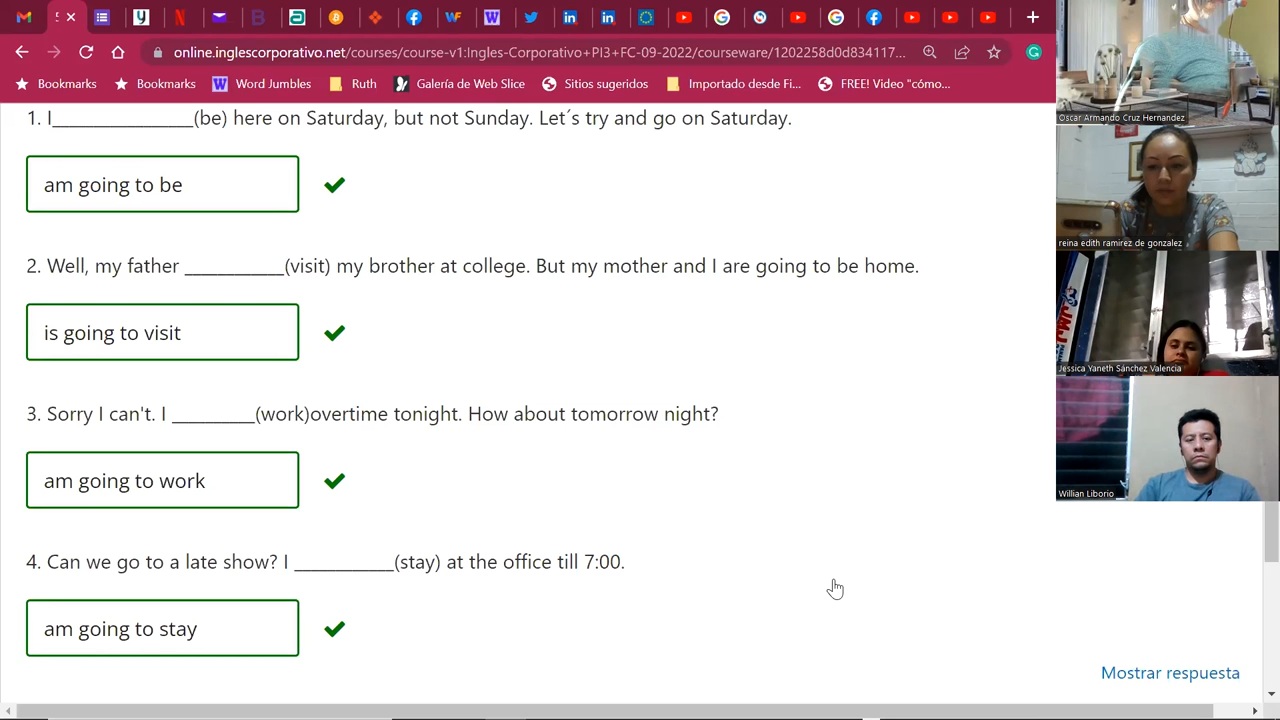 online.inglescorporativo.net/courses/course-v1:Ingles-Corporativo+PI3+FC-09-2022/courseware/1202258d0d834117...
Bookmarks Bookmarks Word Jumbles Ruth Galería de Web Slice Sitios sugeridos Importado desde Fi... FREE! Video "cómo...
1. I________________(be) here on Saturday, but not Sunday. Let´s try and go on Saturday.
am going to be
2. Well, my father ____________(visit) my brother at college. But my mother and I are going to be home.
is going to visit
3. Sorry I can't. I __________(work)overtime tonight. How about tomorrow night?
am going to work
4. Can we go to a late show? I ____________(stay) at the office till 7:00.
am going to stay
Mostrar respuesta
Oscar Armando Cruz Hernandez
reina edith ramirez de gonzalez
Jessica Yaneth Sánchez Valencia
Willian Liborio